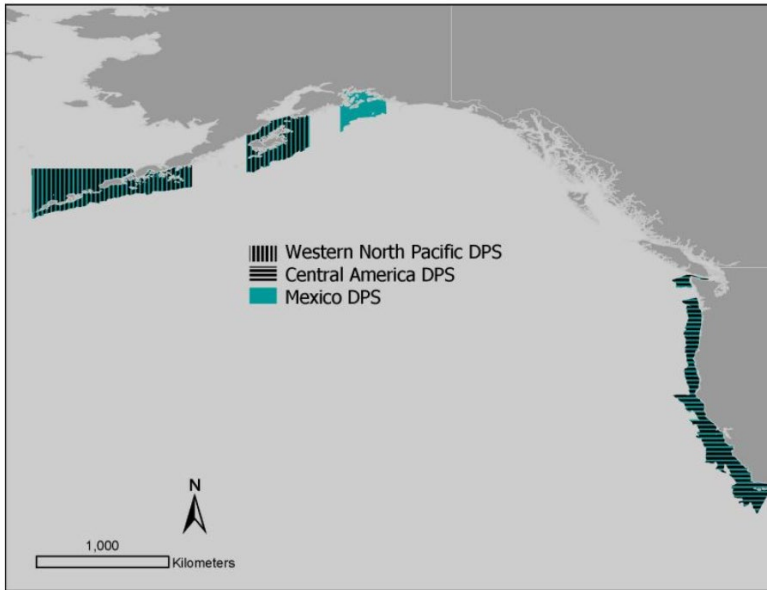 Western North Pacific DPS
Central America DPS
Mexico DPS
N
1,000
Kilometers